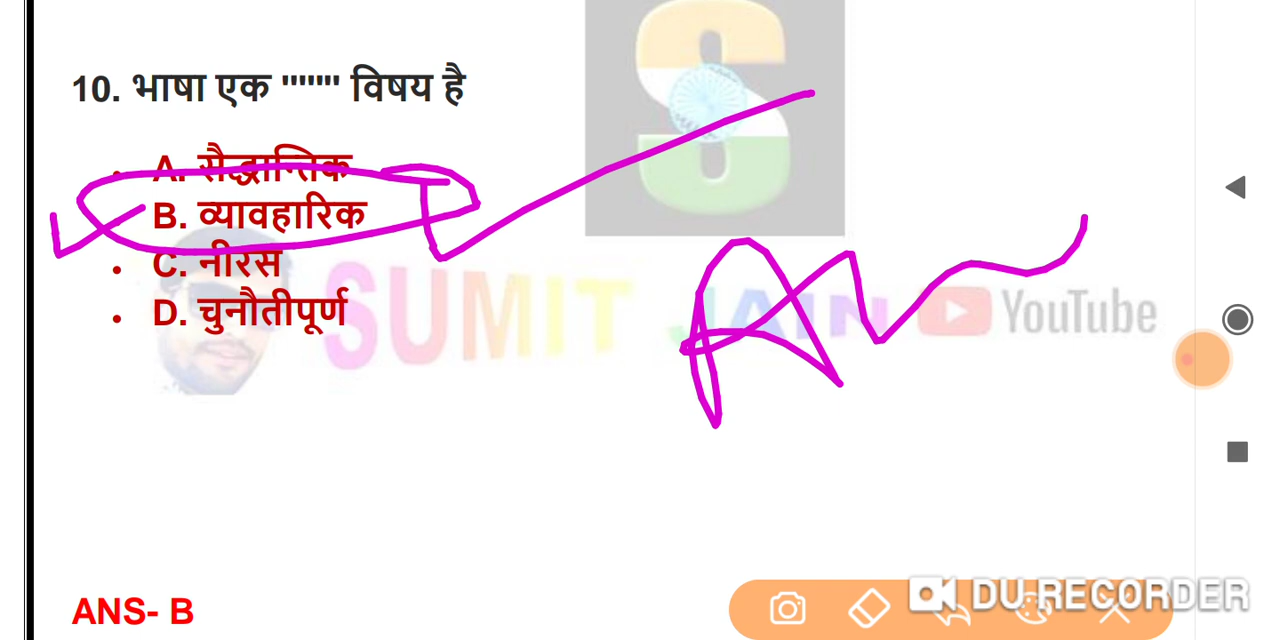 10. भाषा एक """" विषय है
A. सैद्धान्तिक
B. व्यावहारिक
C. नीरस
D. चुनौतीपूर्ण
SUMIT JAIN YouTube
ANS- B
DU RECORDER